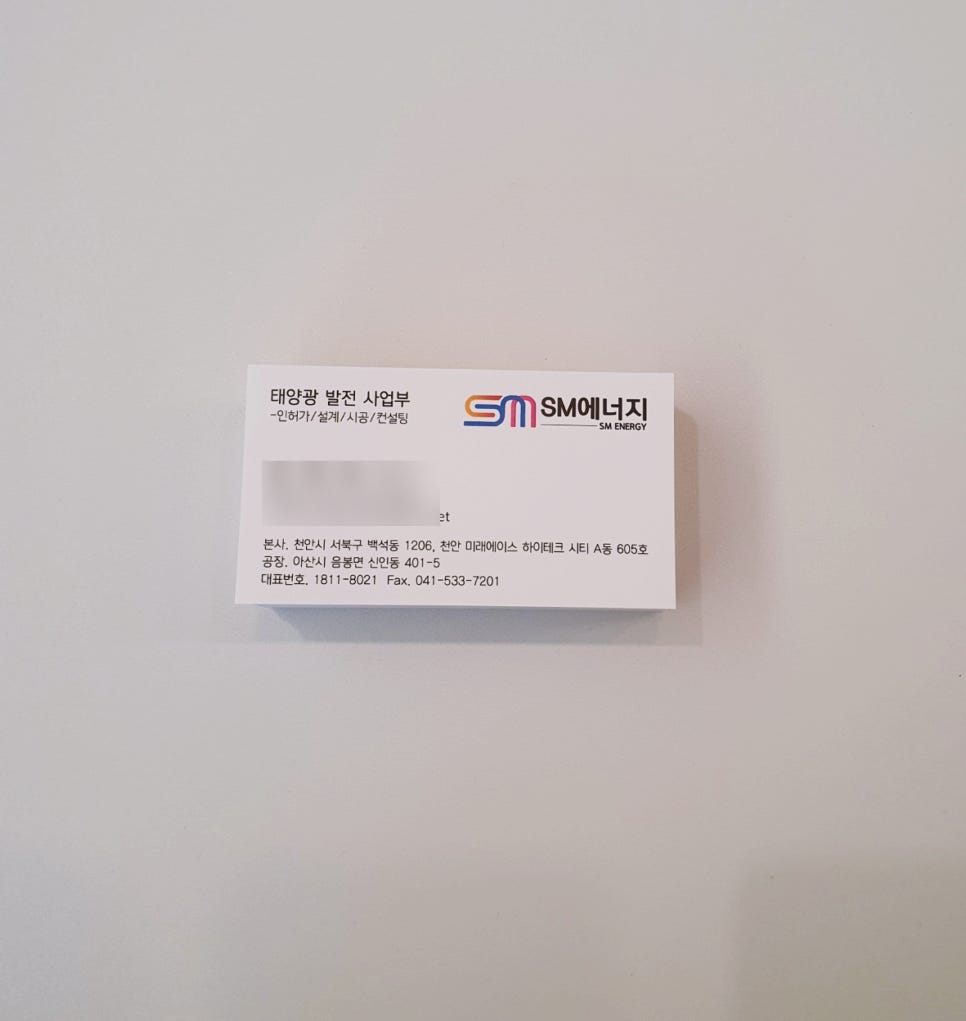 태양광 발전 사업부
-인허가/설계/시공/컨설팅
SM SM에너지
SM ENERGY
et
본사. 천안시 서북구 백석동 1206, 천안 미래에이스 하이테크 시티 A동 605호
공장. 아산시 음봉면 신인동 401-5
대표번호. 1811-8021 Fax. 041-533-7201